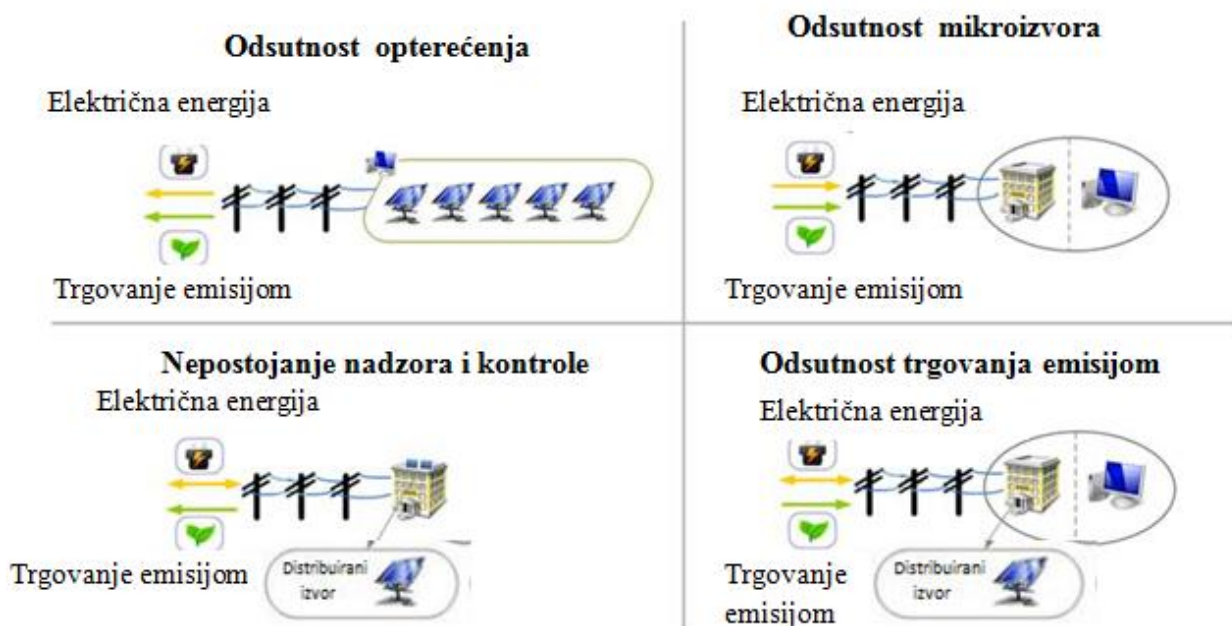 Odsutnost opterećenja
Električna energija
Trgovanje emisijom
Odsutnost mikroizvora
Električna energija
Trgovanje emisijom
Nepostojanje nadzora i kontrole
Električna energija
Trgovanje emisijom
Distribuirani
izvor
Odsutnost trgovanja emisijom
Električna energija
Trgovanje
emisijom
Distribuirani
izvor